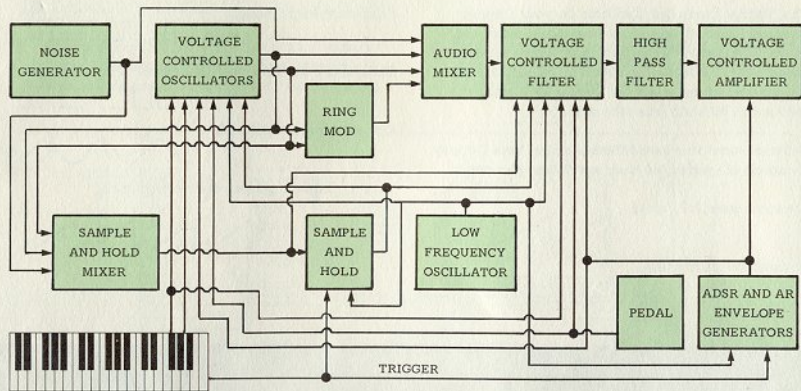 NOISE
GENERATOR
VOLTAGE
CONTROLLED
OSCILLATORS
AUDIO
MIXER
VOLTAGE
CONTROLLED
FILTER
HIGH
PASS
FILTER
VOLTAGE
CONTROLLED
AMPLIFIER
RING
MOD
SAMPLE
AND HOLD
MIXER
SAMPLE
AND
HOLD
LOW
FREQUENCY
OSCILLATOR
PEDAL
ADSR AND AR
ENVELOPE
GENERATORS
TRIGGER